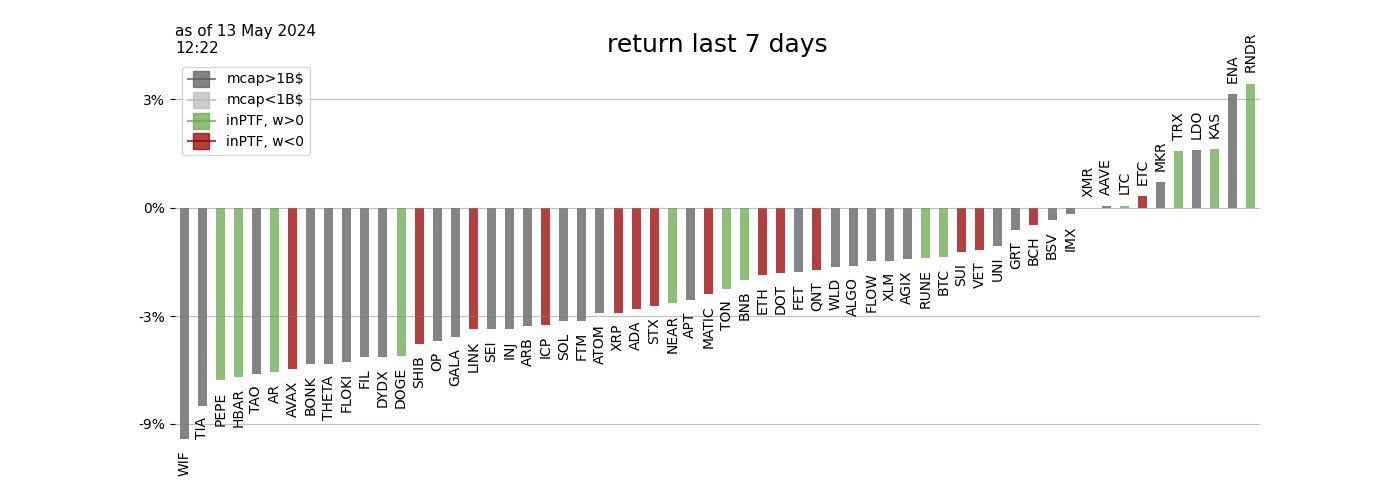 as of 13 May 2024
12:22
return last 7 days
mcap>1B$
mcap<1B$
inPTF, w>0
inPTF, w<0
3%
0%
-3%
-9%
WIF
TIA
PEPE
HBAR
TAO
AR
AVAX
BONK
THETA
FLOKI
FIL
DYDX
DOGE
SHIB
OP
GALA
LINK
SEI
INJ
ARB
ICP
SOL
FTM
ATOM
XRP
ADA
STX
NEAR
APT
MATIC
TON
BNB
ETH
DOT
FET
QNT
WLD
ALGO
FLOW
XLM
AGIX
RUNE
BTC
SUI
VET
UNI
GRT
BCH
BSV
IMX
XMR
AAVE
LTC
ETC
MKR
TRX
LDO
KAS
ENA
RNDR